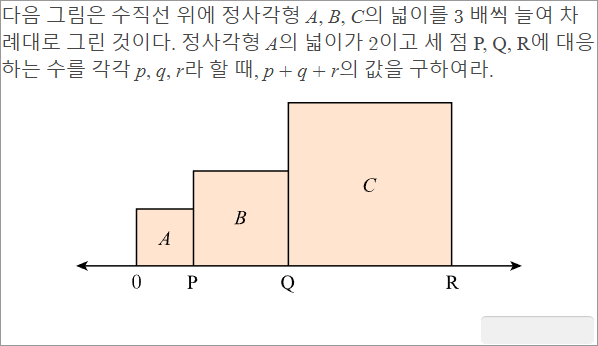 다음 그림은 수직선 위에 정사각형 A, B, C의 넓이를 3 배씩 늘여 차
례대로 그린 것이다. 정사각형 A의 넓이가 2이고 세 점 P, Q, R에 대응
하는 수를 각각 p, q, r라 할 때, p + q + r의 값을 구하여라.
C
B
A
0 P Q R